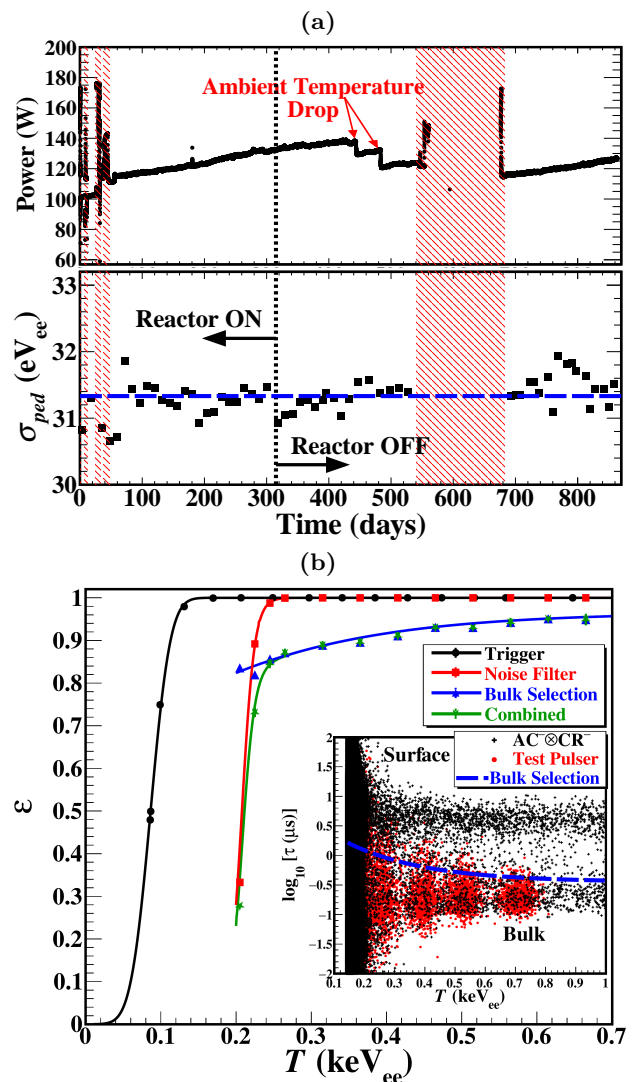 (a)
200
180
160
140
120
100
80
60
Power (W)
Ambient Temperature
Drop
33
32
31
30
σped (eVee)
Reactor ON
Reactor OFF
0 100 200 300 400 500 600 700 800
Time (days)
(b)
1
0.9
0.8
0.7
0.6
0.5
0.4
0.3
0.2
0.1
0
ε
Trigger
Noise Filter
Bulk Selection
Combined
AC⁻⊗CR⁻
Test Pulser
Bulk Selection
Surface
Bulk
2
1.5
1
0.5
0
−0.5
−1
−1.5
−2
log10 [τ (μs)]
0.1 0.2 0.3 0.4 0.5 0.6 0.7 0.8 0.9 1
T (keVee)
0 0.1 0.2 0.3 0.4 0.5 0.6 0.7
T (keVee)